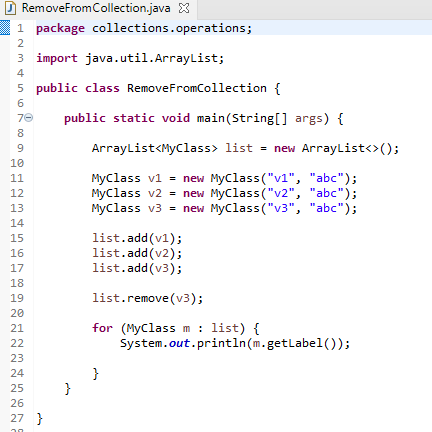 RemoveFromCollection.java
1 package collections.operations;
2
3 import java.util.ArrayList;
4
5 public class RemoveFromCollection {
6
7 public static void main(String[] args) {
8
9 ArrayList<MyClass> list = new ArrayList<>();
10
11 MyClass v1 = new MyClass("v1", "abc");
12 MyClass v2 = new MyClass("v2", "abc");
13 MyClass v3 = new MyClass("v3", "abc");
14
15 list.add(v1);
16 list.add(v2);
17 list.add(v3);
18
19 list.remove(v3);
20
21 for (MyClass m : list) {
22 System.out.println(m.getLabel());
23
24 }
25 }
26
27 }
28